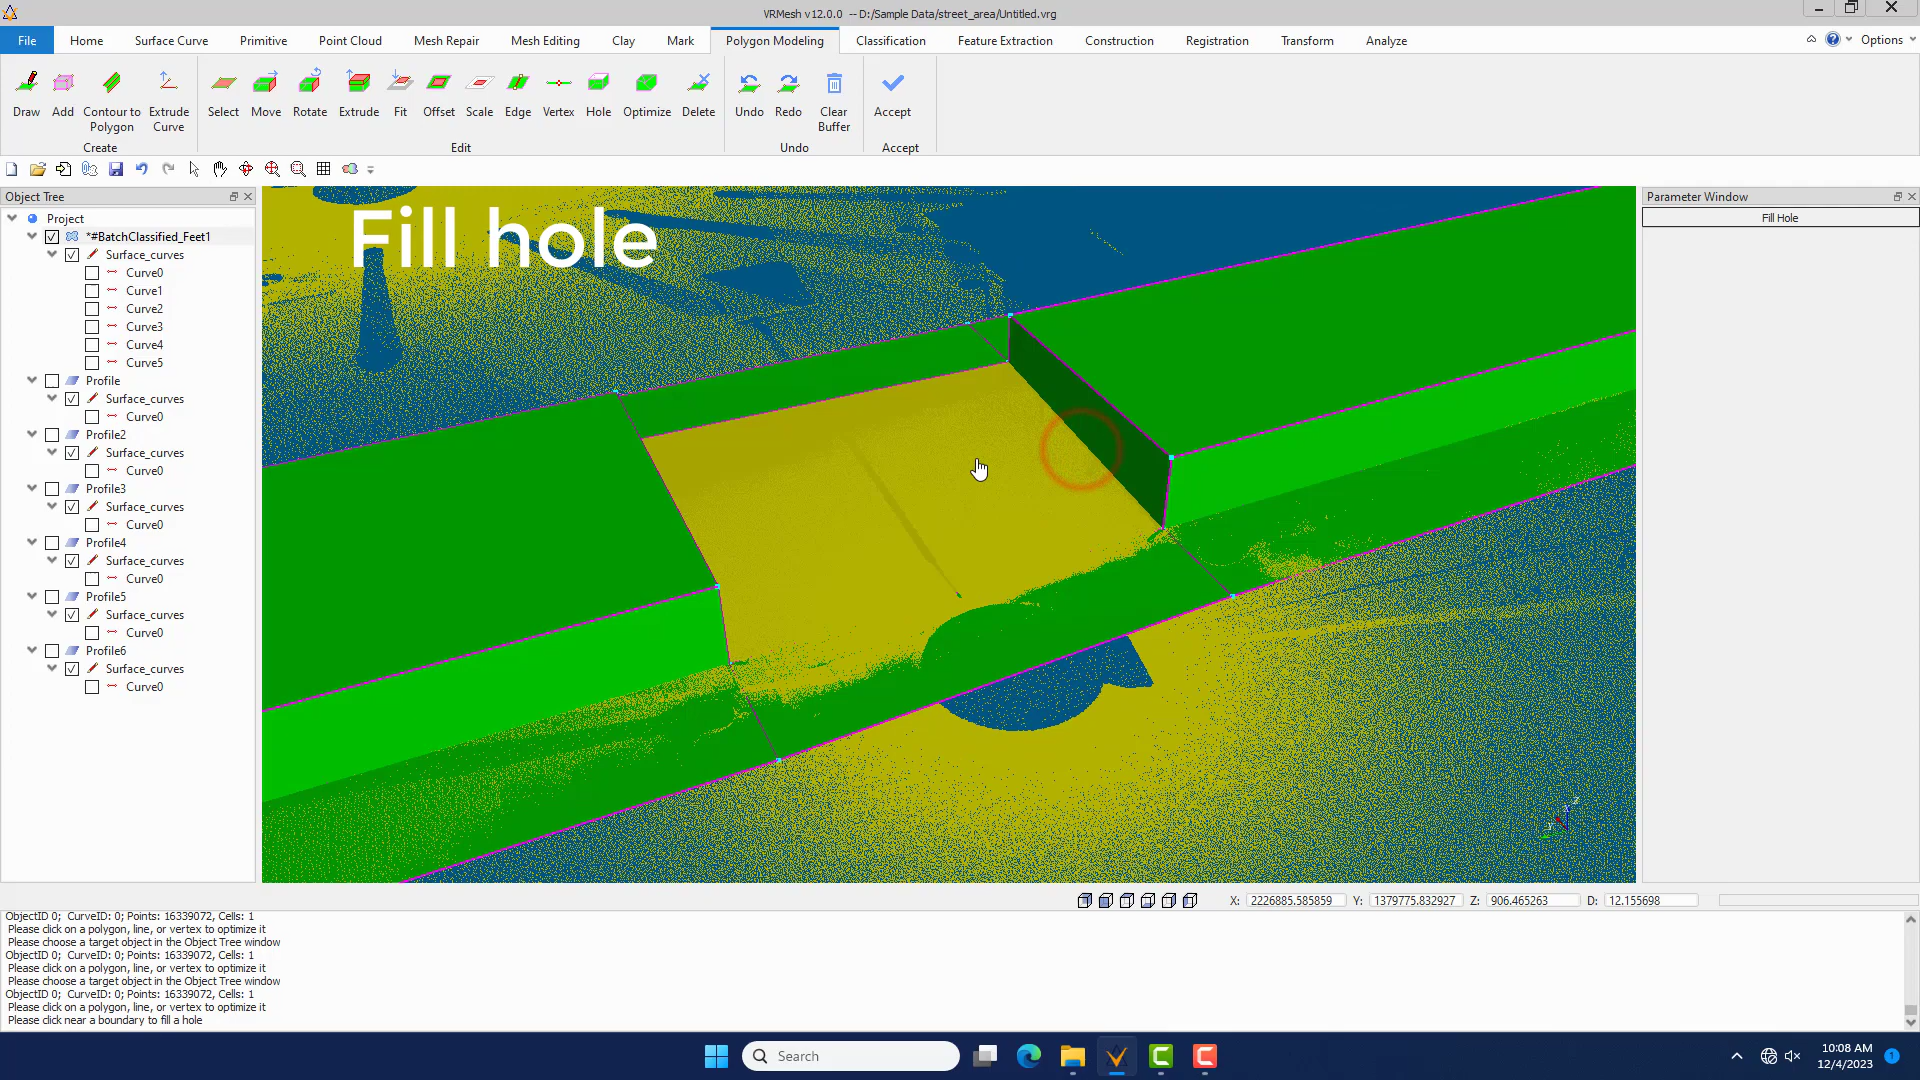 VRMesh v12.0.0 -- D:/Sample Data/street_area/Untitled.vrg
File Home Surface Curve Primitive Point Cloud Mesh Repair Mesh Editing Clay Mark Polygon Modeling Classification Feature Extraction Construction Registration Transform Analyze Options
Draw Add Contour to Polygon Extrude Curve Select Move Rotate Extrude Fit Offset Scale Edge Vertex Hole Optimize Delete Undo Redo Clear Buffer Accept
Create Edit Undo Accept
Object Tree
Project
*#BatchClassified_Feet1
Surface_curves
Curve0
Curve1
Curve2
Curve3
Curve4
Curve5
Profile
Surface_curves
Curve0
Profile2
Surface_curves
Curve0
Profile3
Surface_curves
Curve0
Profile4
Surface_curves
Curve0
Profile5
Surface_curves
Curve0
Profile6
Surface_curves
Curve0
Fill hole
Parameter Window
Fill Hole
X: 2226885.585859 Y: 1379775.832927 Z: 906.465263 D: 12.155698
ObjectID 0; CurveID: 0; Points: 16339072, Cells: 1
Please click on a polygon, line, or vertex to optimize it
Please choose a target object in the Object Tree window
ObjectID 0; CurveID: 0; Points: 16339072, Cells: 1
Please click on a polygon, line, or vertex to optimize it
Please choose a target object in the Object Tree window
ObjectID 0; CurveID: 0; Points: 16339072, Cells: 1
Please click on a polygon, line, or vertex to optimize it
Please click near a boundary to fill a hole
Search
10:08 AM
12/4/2023